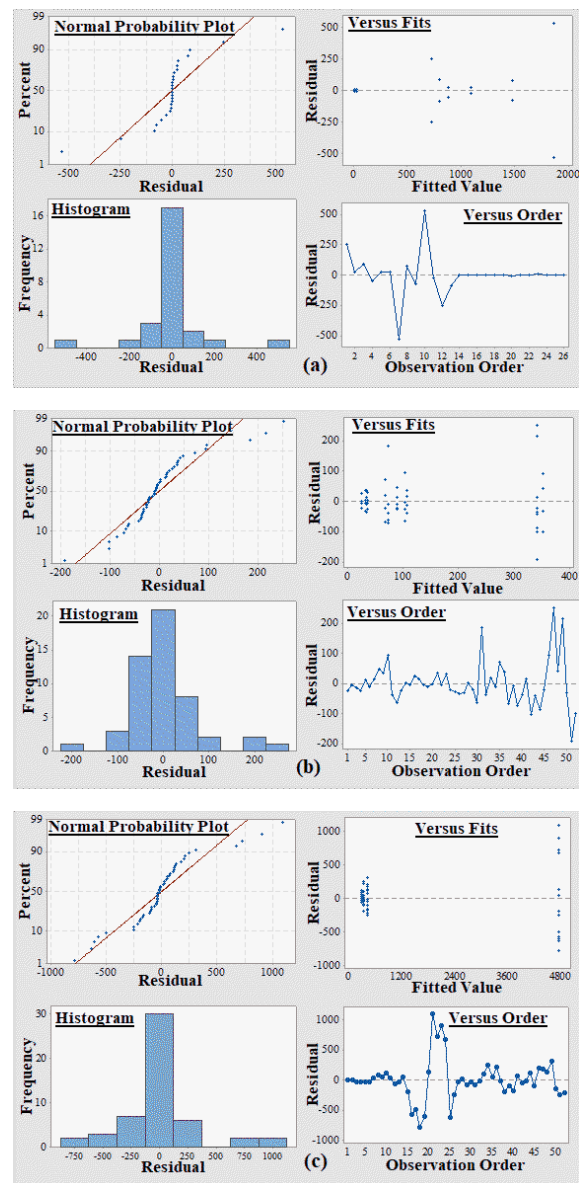 Normal Probability Plot
Percent
99
90
50
10
1
-500 -250 0 250 500
Residual
Versus Fits
Residual
500
250
0
-250
-500
0 500 1000 1500 2000
Fitted Value
Histogram
Frequency
16
12
8
4
0
-400 -200 0 200 400
Residual
Versus Order
Residual
500
250
0
-250
-500
2 4 6 8 10 12 14 16 18 20 22 24 26
Observation Order
(a)
Normal Probability Plot
Percent
99
90
50
10
1
-200 -100 0 100 200
Residual
Versus Fits
Residual
200
100
0
-100
-200
0 100 200 300 400
Fitted Value
Histogram
Frequency
20
15
10
5
0
-200 -100 0 100 200
Residual
Versus Order
Residual
200
100
0
-100
-200
1 5 10 15 20 25 30 35 40 45 50
Observation Order
(b)
Normal Probability Plot
Percent
99
90
50
10
1
-1000 -500 0 500 1000
Residual
Versus Fits
Residual
1000
500
0
-500
-1000
0 1200 2400 3600 4800
Fitted Value
Histogram
Frequency
30
20
10
0
-750 -500 -250 0 250 500 750 1000
Residual
Versus Order
Residual
1000
500
0
-500
-1000
1 5 10 15 20 25 30 35 40 45 50
Observation Order
(c)